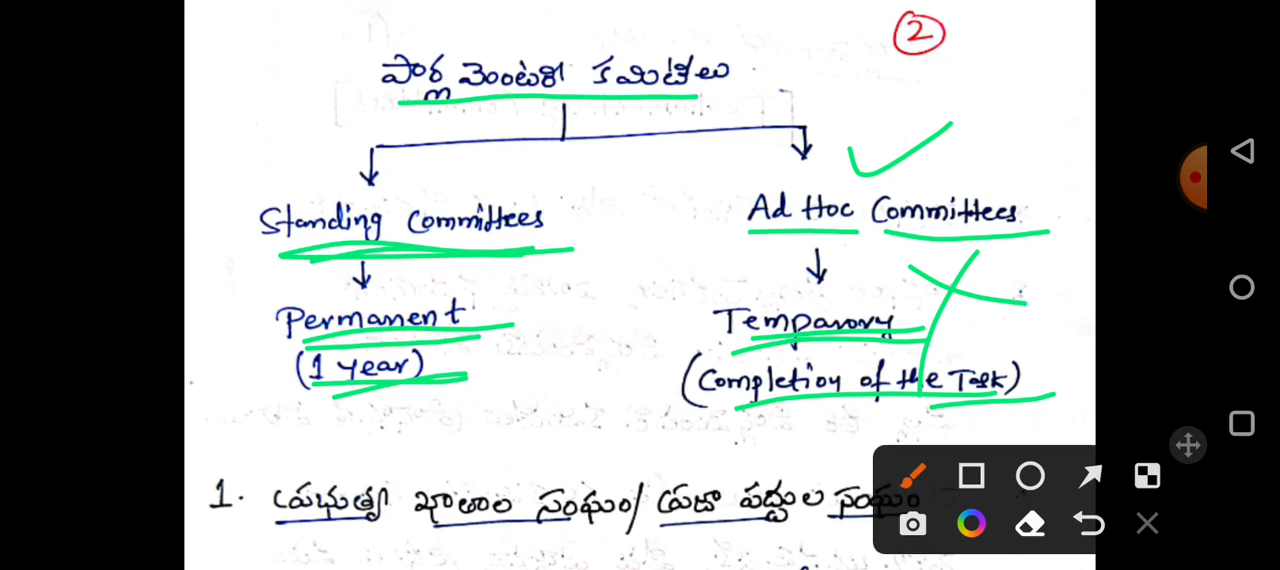 2
పార్లమెంటరీ కమిటీలు
Standing Committees
Ad Hoc Committees
Permanent
(1 year)
Temparory
(Completion of the Task)
1. ప్రభుత్వ ఖాతాల సంఘం/ ప్రజా పద్దుల సంఘం